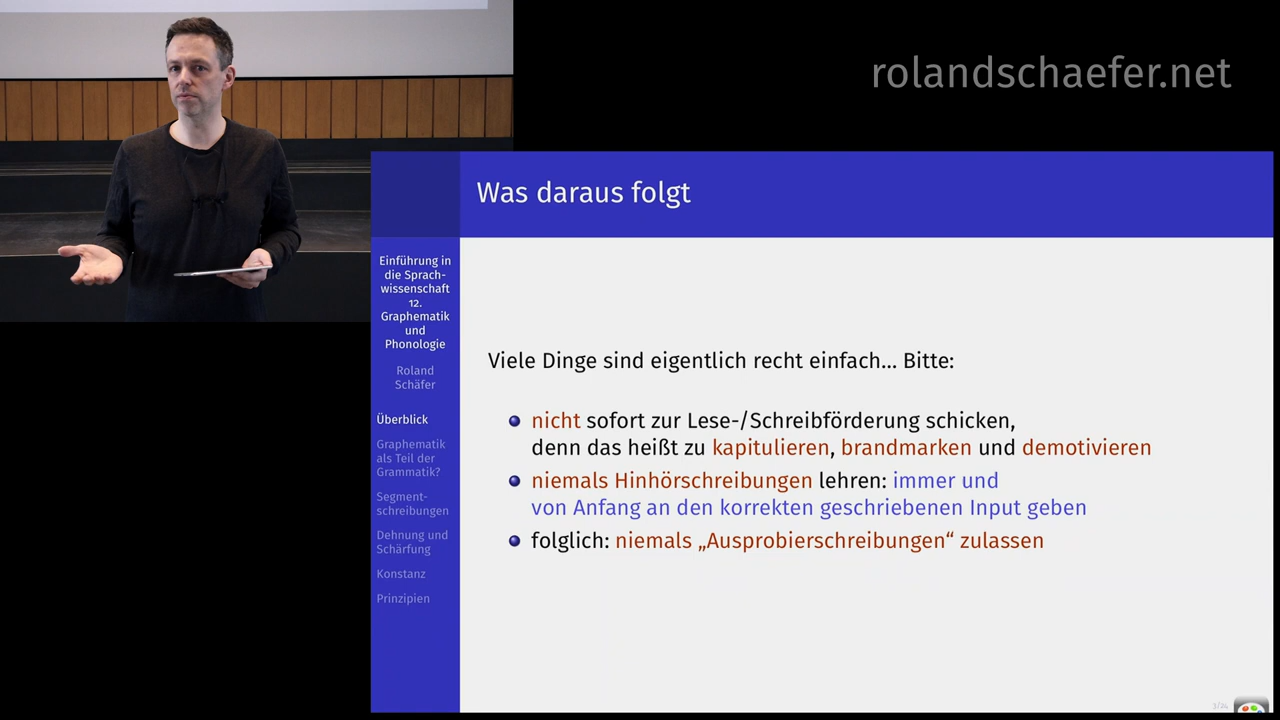 rolandschaefer.net
Was daraus folgt
Einführung in
die Sprach-
wissenschaft
12.
Graphematik
und
Phonologie
Roland
Schäfer
Überblick
Graphematik
als Teil der
Grammatik?
Segment-
schreibungen
Dehnung und
Schärfung
Konstanz
Prinzipien
Viele Dinge sind eigentlich recht einfach... Bitte:
nicht sofort zur Lese-/Schreibförderung schicken,
denn das heißt zu kapitulieren, brandmarken und demotivieren
niemals Hinhörschreibungen lehren: immer und
von Anfang an den korrekten geschriebenen Input geben
folglich: niemals „Ausprobierschreibungen“ zulassen
3/24